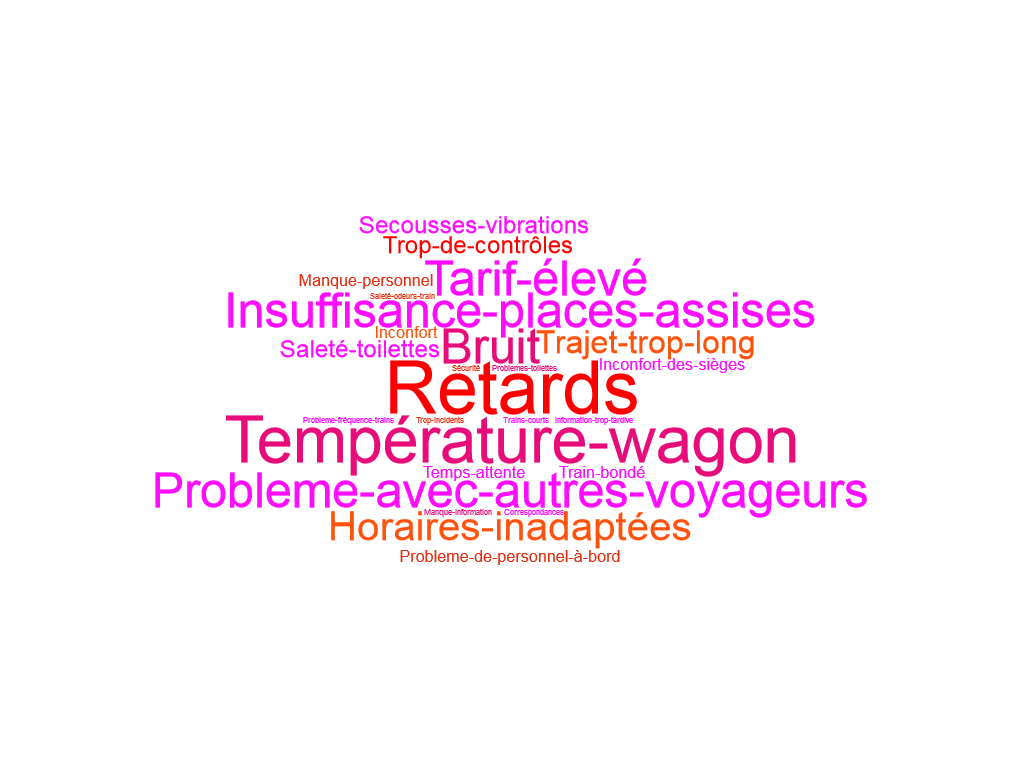 Secousses-vibrations
Trop-de-contrôles
Tarif-élevé
Manque-personnel
Saleté-odeurs-train
Insuffisance-places-assises
Inconfort
Bruit
Trajet-trop-long
Saleté-toilettes
Inconfort-des-sièges
Sécurité
Problemes-toilettes
Retards
Probleme-fréquence-trains
Trop-incidents
Trains-courts
Information-trop-tardive
Température-wagon
Temps-attente
Train-bondé
Probleme-avec-autres-voyageurs
Manque-information
Correspondances
Horaires-inadaptées
Probleme-de-personnel-à-bord